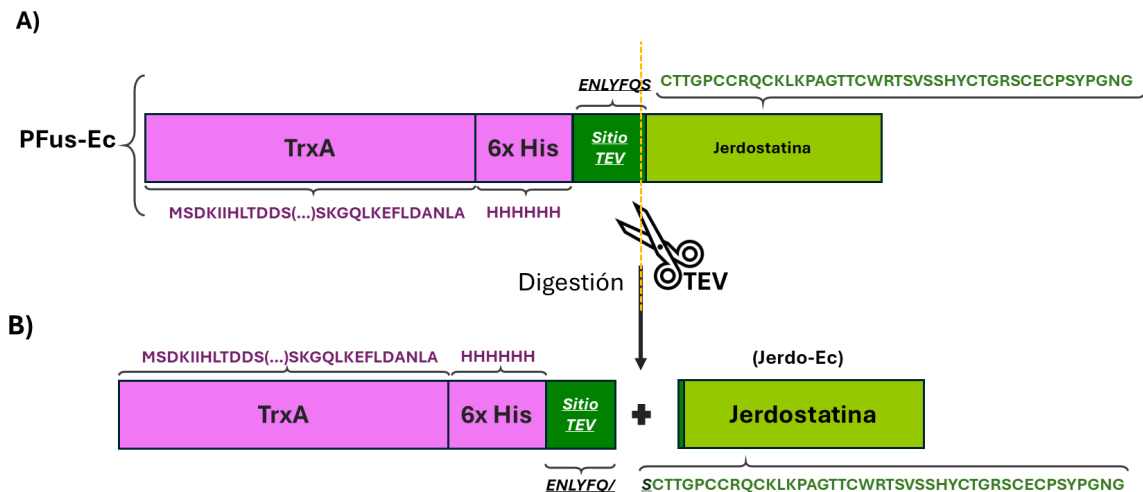 A)
ENLYFQS
CTTGPCCRQCKLKPAGTTCWRTSVSSHYCTGRSCECPSYPGNG
PFus-Ec
TrxA
6x His
Sitio
TEV
Jerdostatina
MSDKIIHLTDDS(...)SKGQLKEFLDANLA
HHHHHH
Digestión
TEV
B)
MSDKIIHLTDDS(...)SKGQLKEFLDANLA
HHHHHH
(Jerdo-Ec)
TrxA
6x His
Sitio
TEV
+
Jerdostatina
ENLYFQ/
SCTTGPCCRQCKLKPAGTTCWRTSVSSHYCTGRSCECPSYPGNG